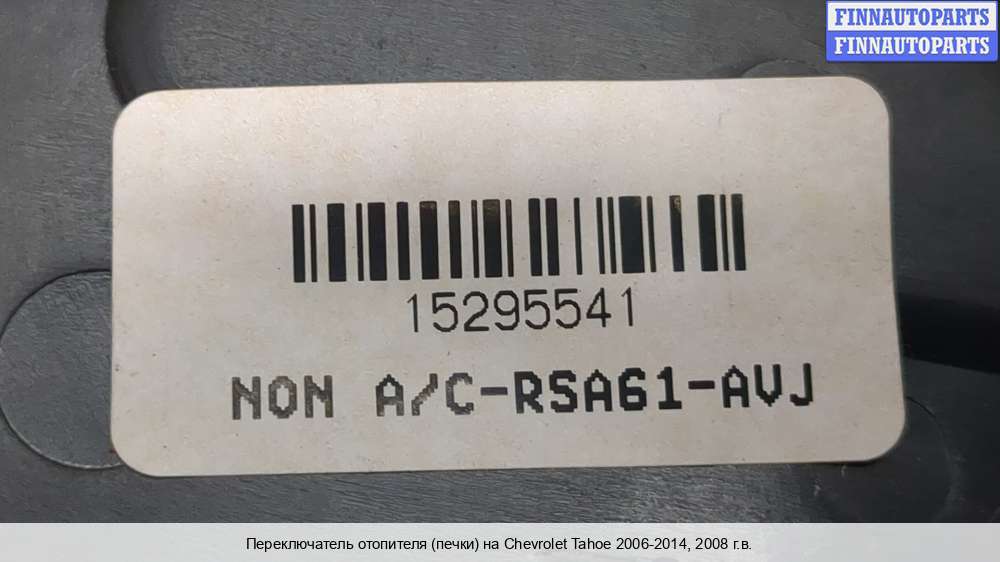 FINNAUTOPARTS
FINNAUTOPARTS
15295541
NON A/C-RSA61-AVJ
Переключатель отопителя (печки) на Chevrolet Tahoe 2006-2014, 2008 г.в.